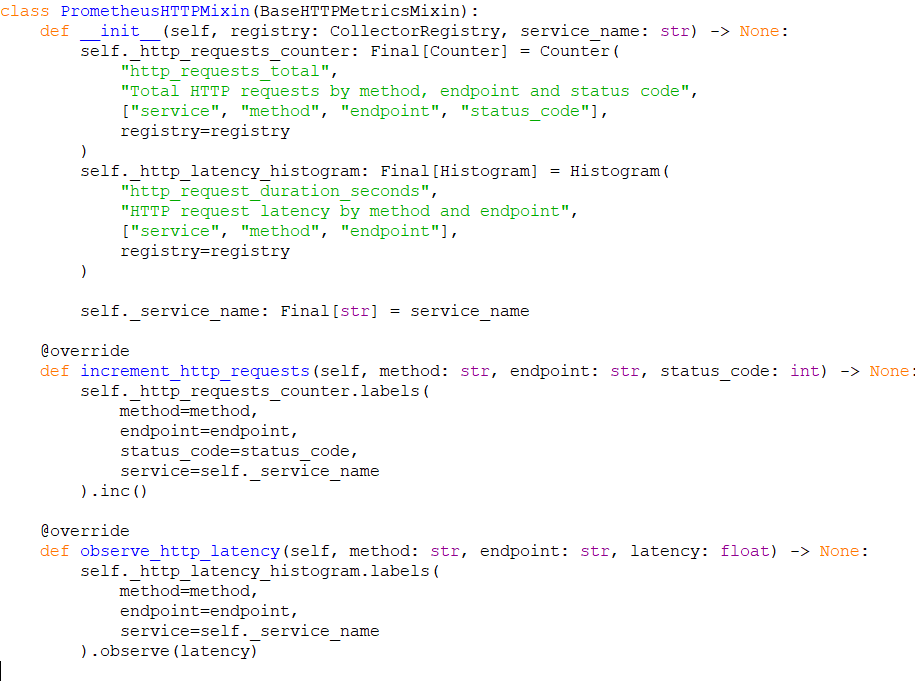 class PrometheusHTTPMixin(BaseHTTPMetricsMixin):
    def __init__(self, registry: CollectorRegistry, service_name: str) -> None:
        self._http_requests_counter: Final[Counter] = Counter(
            "http_requests_total",
            "Total HTTP requests by method, endpoint and status code",
            ["service", "method", "endpoint", "status_code"],
            registry=registry
        )
        self._http_latency_histogram: Final[Histogram] = Histogram(
            "http_request_duration_seconds",
            "HTTP request latency by method and endpoint",
            ["service", "method", "endpoint"],
            registry=registry
        )

        self._service_name: Final[str] = service_name

    @override
    def increment_http_requests(self, method: str, endpoint: str, status_code: int) -> None:
        self._http_requests_counter.labels(
            method=method,
            endpoint=endpoint,
            status_code=status_code,
            service=self._service_name
        ).inc()

    @override
    def observe_http_latency(self, method: str, endpoint: str, latency: float) -> None:
        self._http_latency_histogram.labels(
            method=method,
            endpoint=endpoint,
            service=self._service_name
        ).observe(latency)